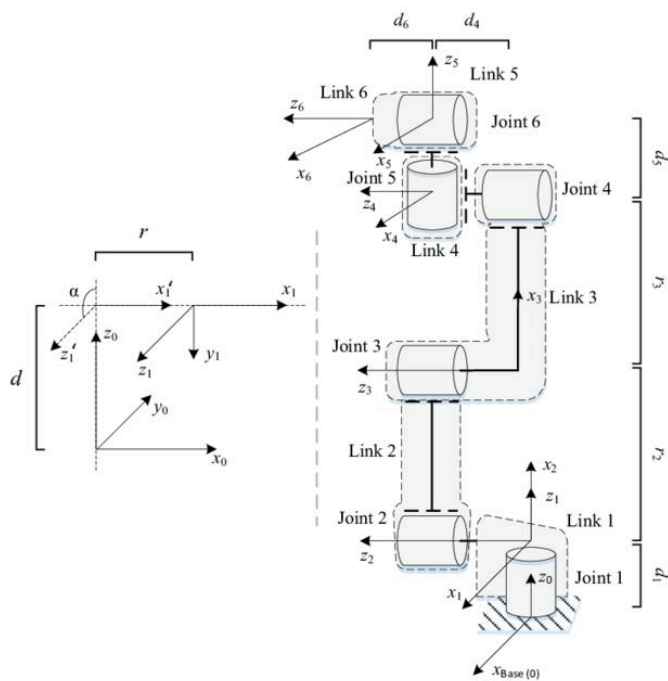 d6 d4
z5
Link 5
Link 6
z6
Joint 6
x5
x6
d5
Joint 5
z4
Joint 4
x4
Link 4
r
α
x1′
x1
x3
Link 3
r3
z1′
z0
d
z1
y1
Joint 3
z3
y0
x0
Link 2
r2
x2
z1
Joint 2
Link 1
z2
x1
z0
Joint 1
d1
xBase (0)